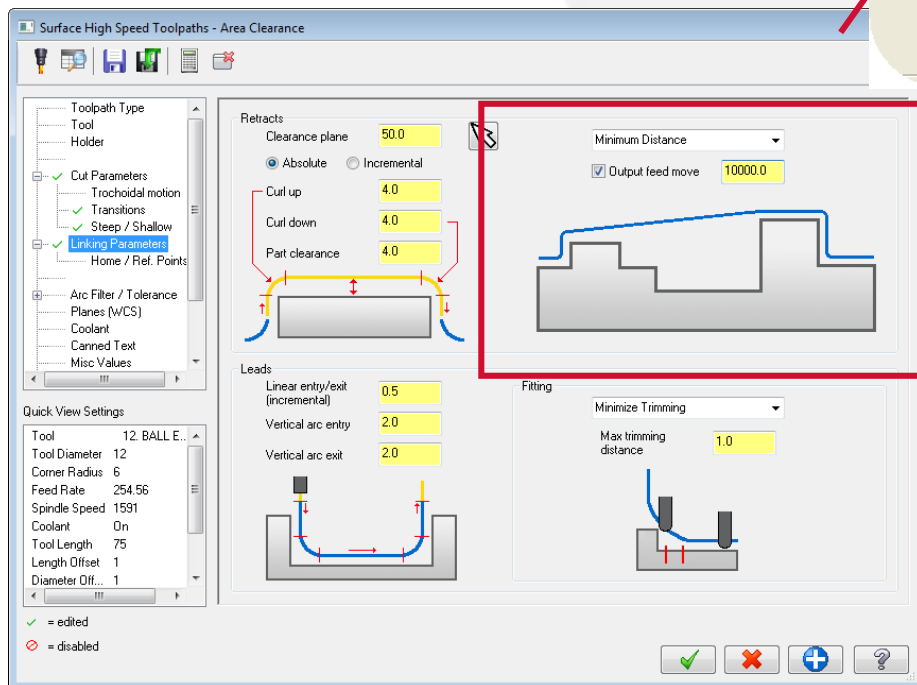 Surface High Speed Toolpaths - Area Clearance
Toolpath Type
Tool
Holder
Cut Parameters
Trochoidal motion
Transitions
Steep / Shallow
Linking Parameters
Home / Ref. Points
Arc Filter / Tolerance
Planes (WCS)
Coolant
Canned Text
Misc Values
Quick View Settings
Tool 12. BALL E...
Tool Diameter 12
Corner Radius 6
Feed Rate 254.56
Spindle Speed 1591
Coolant On
Tool Length 75
Length Offset 1
Diameter Off... 1
= edited
= disabled
Retracts
Clearance plane 50.0
Absolute Incremental
Curl up 4.0
Curl down 4.0
Part clearance 4.0
Minimum Distance
Output feed move 10000.0
Leads
Linear entry/exit
(incremental) 0.5
Vertical arc entry 2.0
Vertical arc exit 2.0
Fitting
Minimize Trimming
Max trimming
distance 1.0